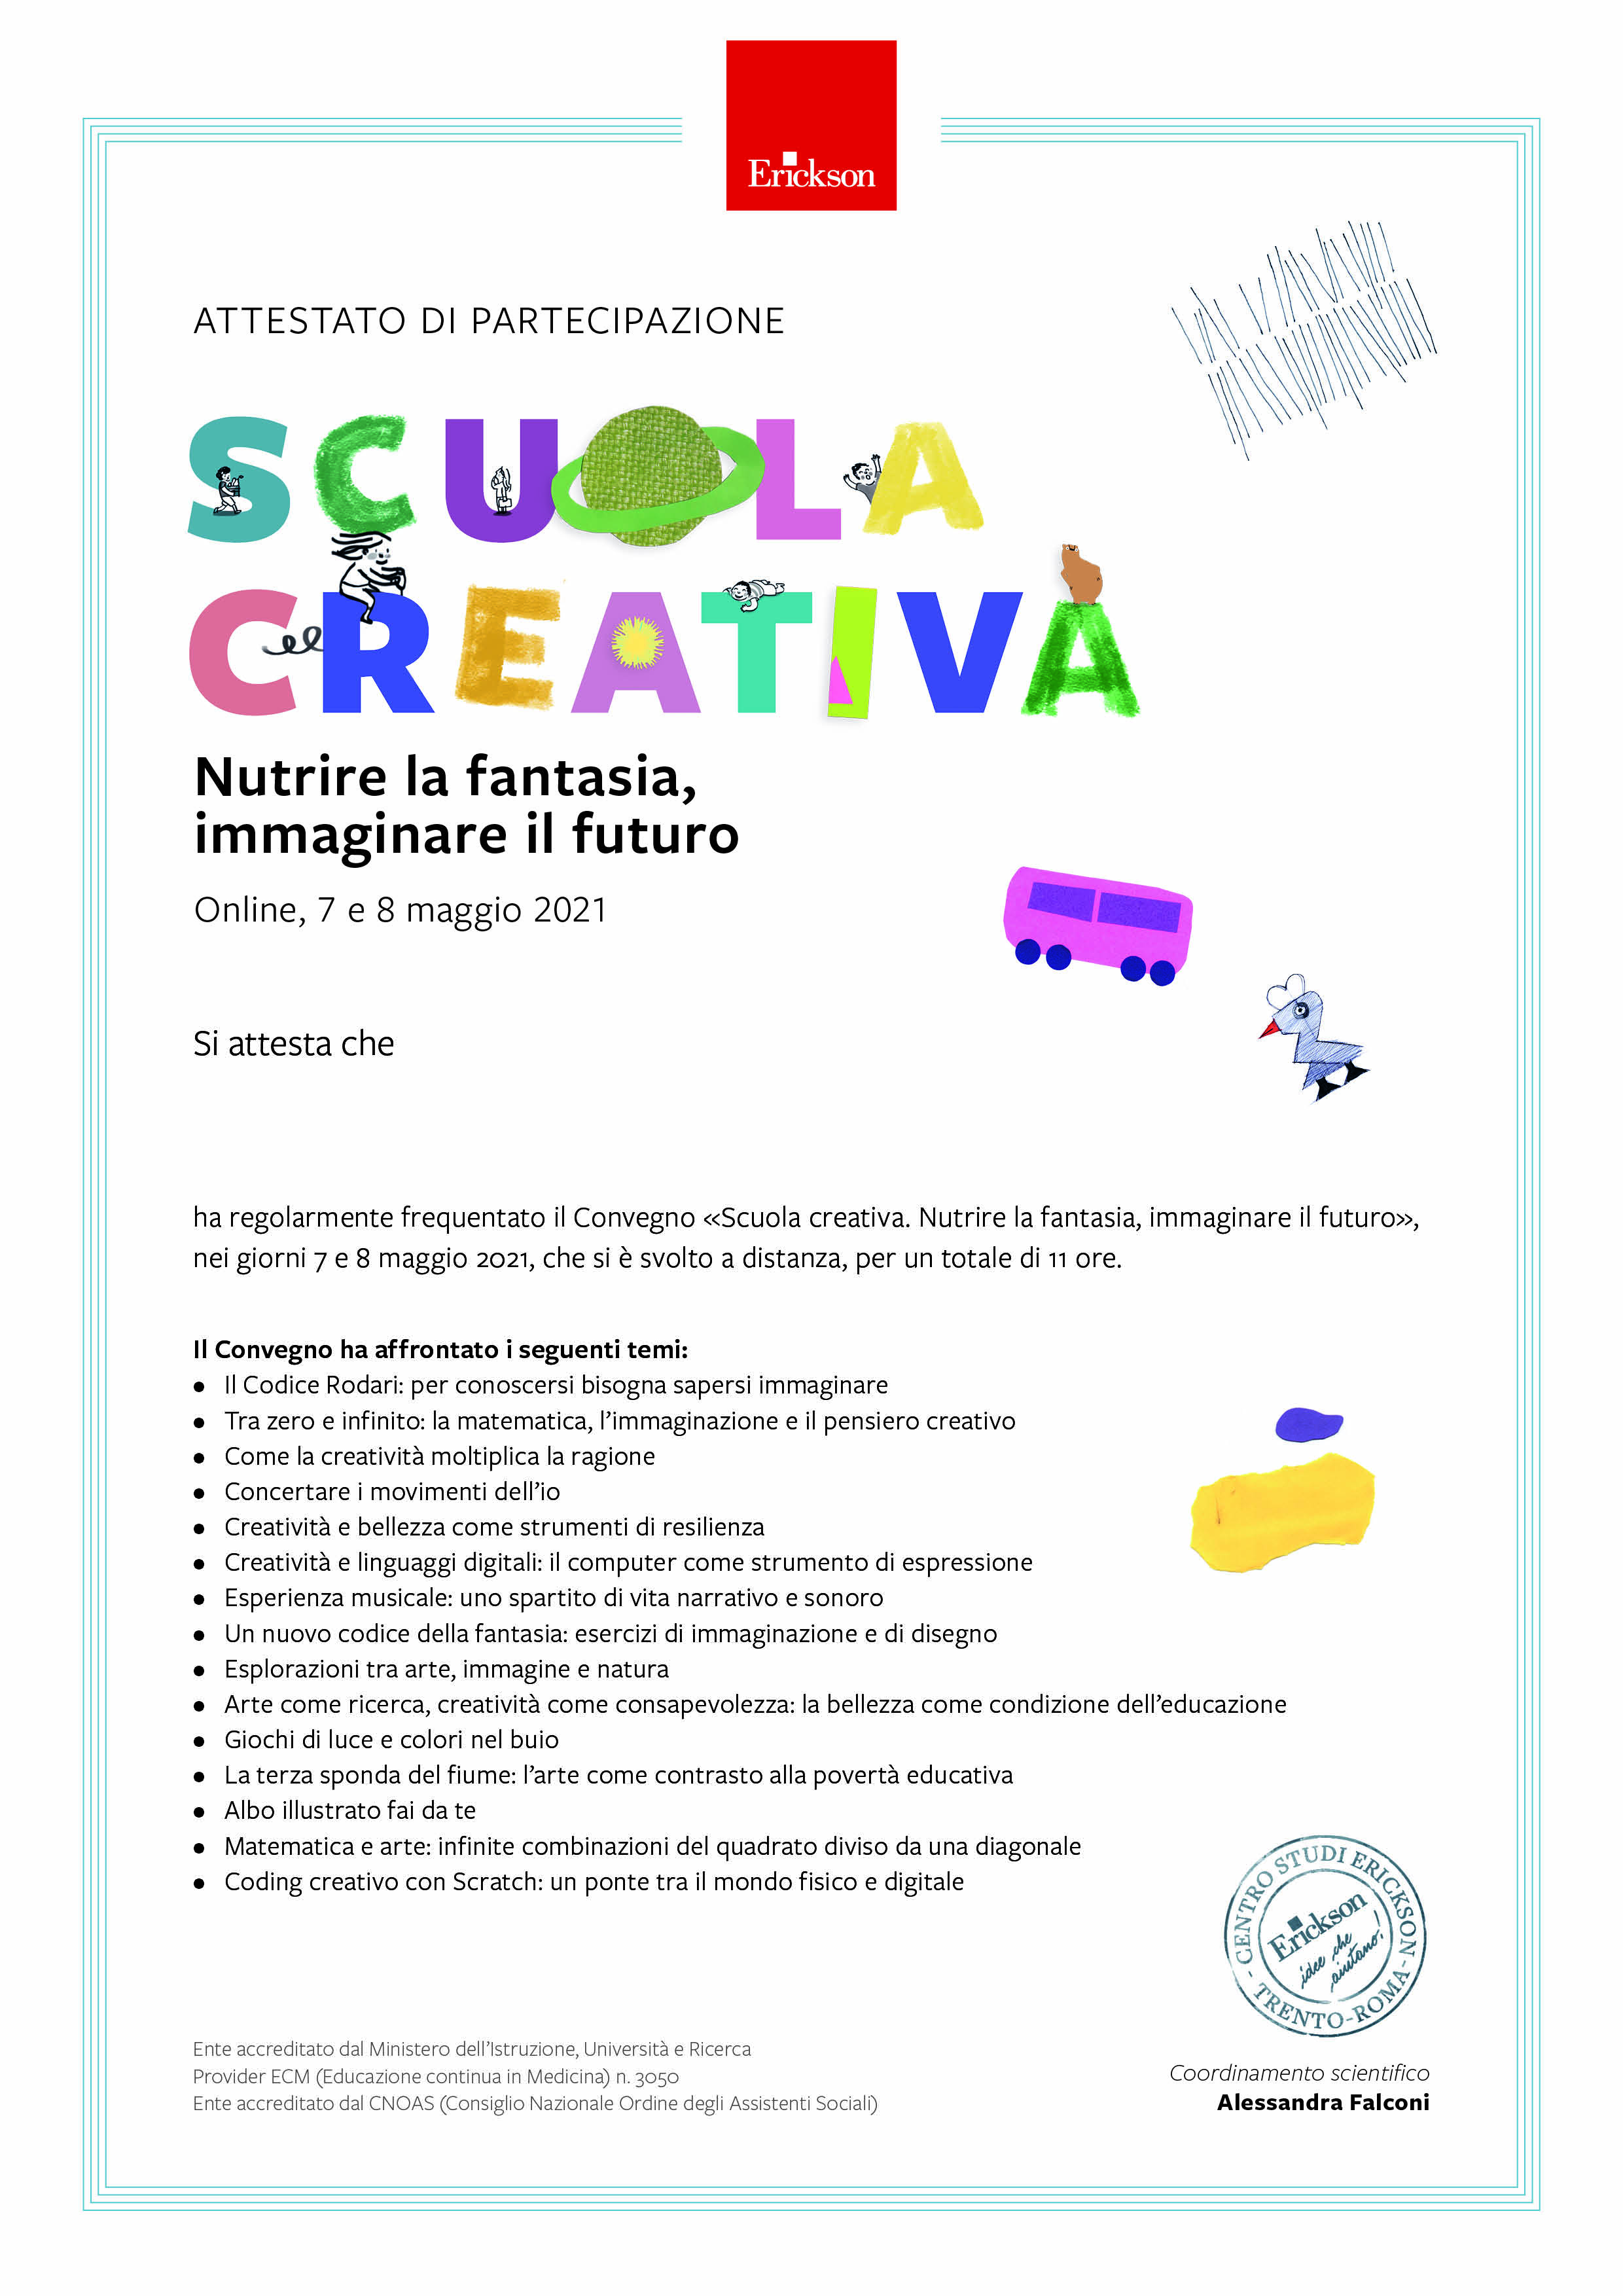 Erickson
ATTESTATO DI PARTECIPAZIONE
SCUOLA
CREATIVA
Nutrire la fantasia,
immaginare il futuro
Online, 7 e 8 maggio 2021
Si attesta che
ha regolarmente frequentato il Convegno «Scuola creativa. Nutrire la fantasia, immaginare il futuro»,
nei giorni 7 e 8 maggio 2021, che si è svolto a distanza, per un totale di 11 ore.
Il Convegno ha affrontato i seguenti temi:
• Il Codice Rodari: per conoscersi bisogna sapersi immaginare
• Tra zero e infinito: la matematica, l’immaginazione e il pensiero creativo
• Come la creatività moltiplica la ragione
• Concertare i movimenti dell’io
• Creatività e bellezza come strumenti di resilienza
• Creatività e linguaggi digitali: il computer come strumento di espressione
• Esperienza musicale: uno spartito di vita narrativo e sonoro
• Un nuovo codice della fantasia: esercizi di immaginazione e di disegno
• Esplorazioni tra arte, immagine e natura
• Arte come ricerca, creatività come consapevolezza: la bellezza come condizione dell’educazione
• Giochi di luce e colori nel buio
• La terza sponda del fiume: l’arte come contrasto alla povertà educativa
• Albo illustrato fai da te
• Matematica e arte: infinite combinazioni del quadrato diviso da una diagonale
• Coding creativo con Scratch: un ponte tra il mondo fisico e digitale
- CENTRO STUDI ERICKSON -
TRENTO-ROMA
Erickson
idee che
aiutano!
Ente accreditato dal Ministero dell’Istruzione, Università e Ricerca
Provider ECM (Educazione continua in Medicina) n. 3050
Ente accreditato dal CNOAS (Consiglio Nazionale Ordine degli Assistenti Sociali)
Coordinamento scientifico
Alessandra Falconi